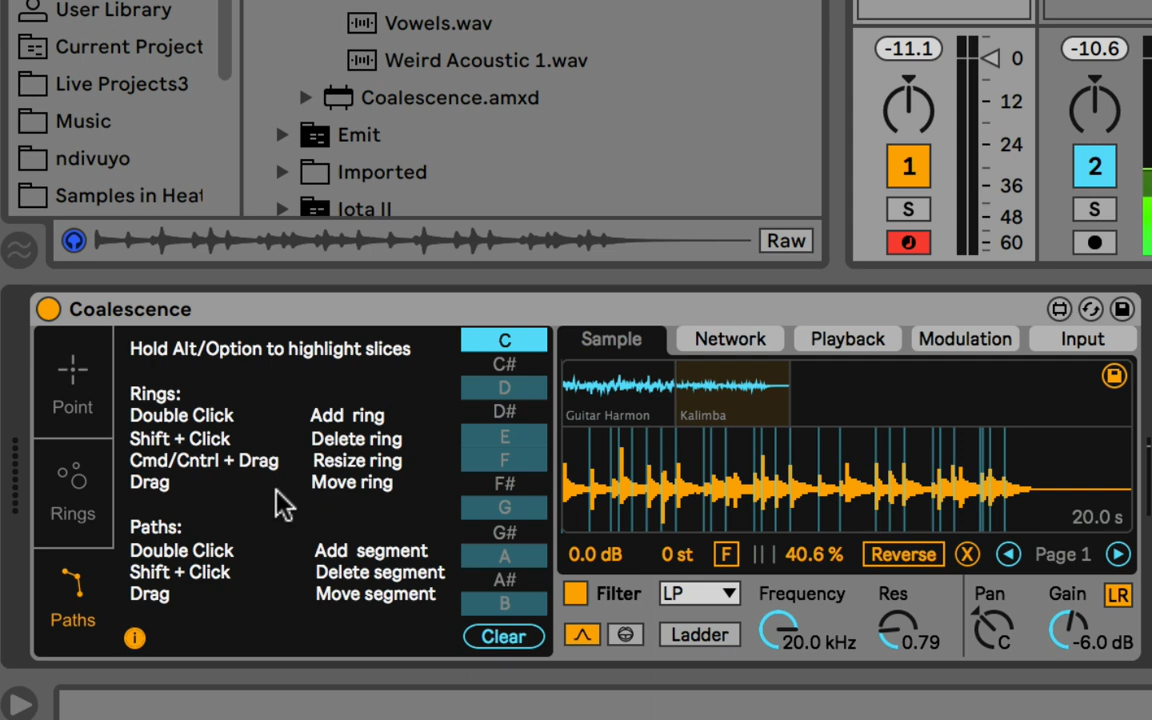 User Library
Vowels.wav
Current Project
Weird Acoustic 1.wav
Live Projects3
Coalescence.amxd
Music
Emit
ndivuyo
Imported
Samples in Heat
Iota II
Raw
-11.1
-10.6
0
12
24
36
48
60
1
2
S
S
Coalescence
Point
Rings
Paths
Hold Alt/Option to highlight slices
Rings:
Double Click Add ring
Shift + Click Delete ring
Cmd/Cntrl + Drag Resize ring
Drag Move ring
Paths:
Double Click Add segment
Shift + Click Delete segment
Drag Move segment
i
C
C#
D
D#
E
F
F#
G
G#
A
A#
B
Clear
Sample Network Playback Modulation Input
Guitar Harmon Kalimba
20.0 s
0.0 dB 0 st F 40.6 % Reverse X Page 1
Filter LP Frequency Res Pan Gain LR
Ladder 20.0 kHz 0.79 C -6.0 dB